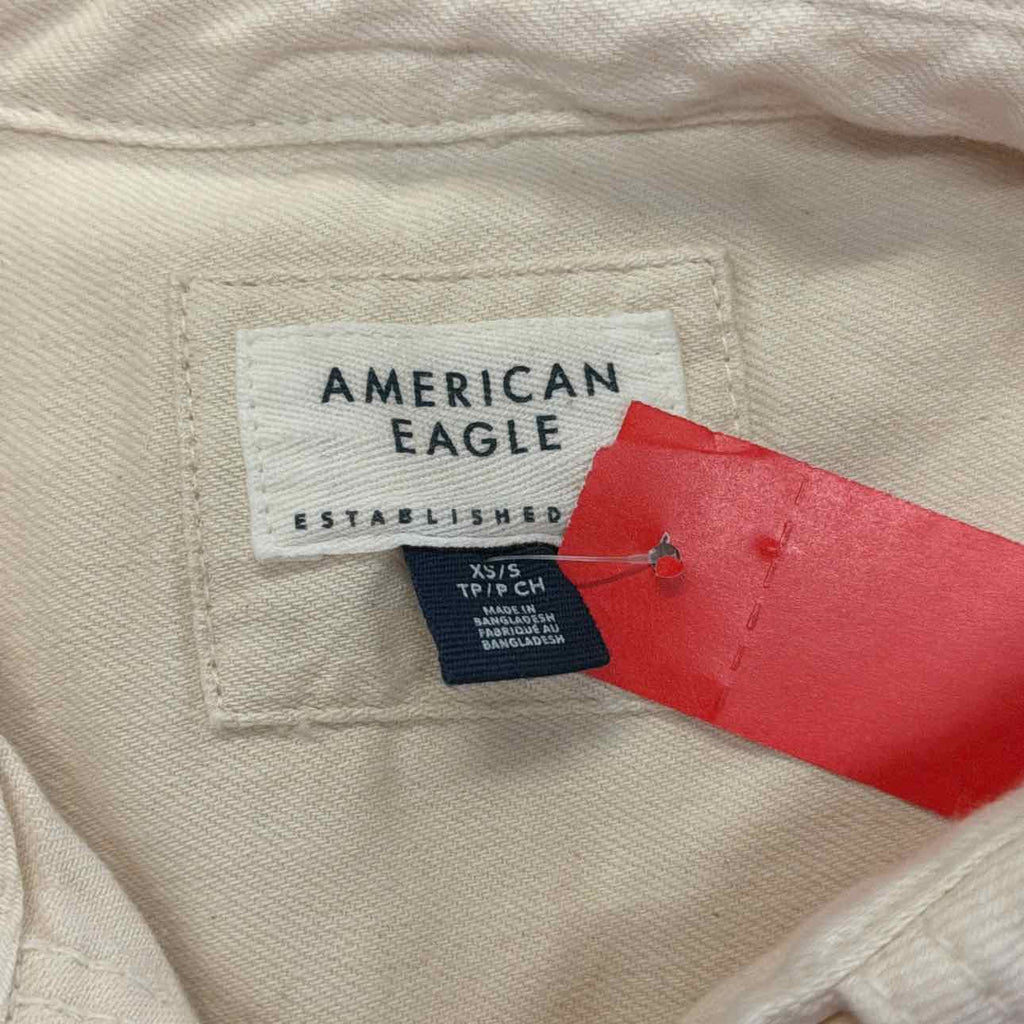 AMERICAN
EAGLE
ESTABLISHED
XS/S
TP/P CH
MADE IN
BANGLADESH
FABRIQUÉ AU
BANGLADESH